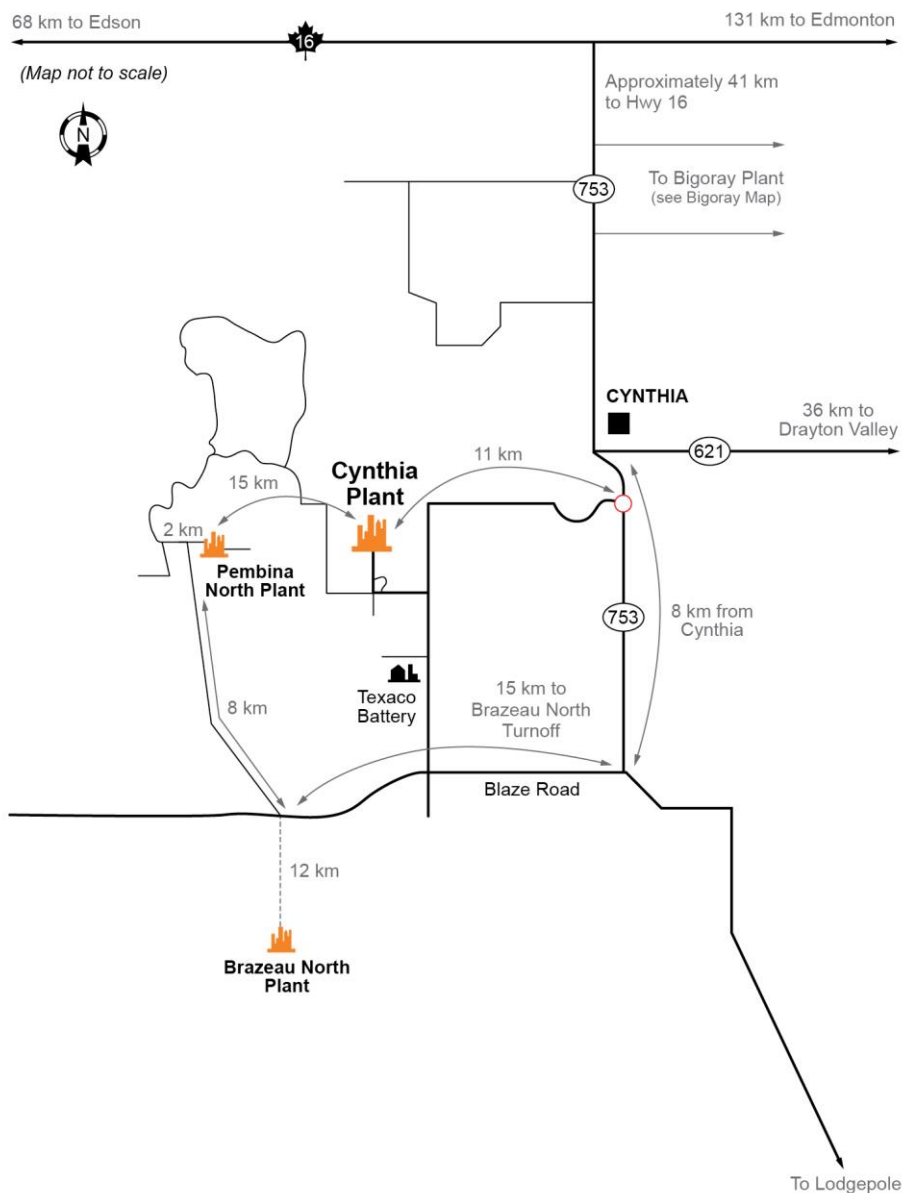 68 km to Edson
131 km to Edmonton
16
(Map not to scale)
N
Approximately 41 km
to Hwy 16
753
To Bigoray Plant
(see Bigoray Map)
CYNTHIA
36 km to
Drayton Valley
621
11 km
Cynthia
Plant
15 km
2 km
Pembina
North Plant
753
8 km from
Cynthia
Texaco
Battery
15 km to
Brazeau North
Turnoff
8 km
Blaze Road
12 km
Brazeau North
Plant
To Lodgepole